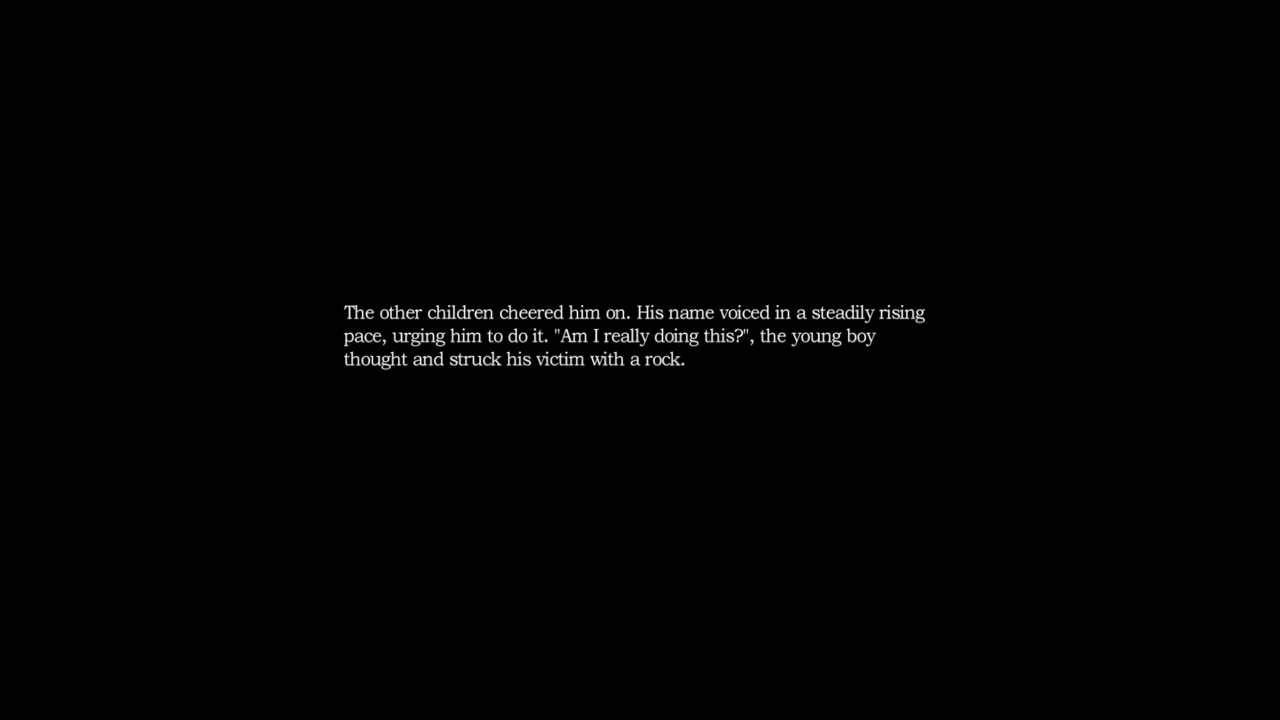 The other children cheered him on. His name voiced in a steadily rising
pace, urging him to do it. "Am I really doing this?", the young boy
thought and struck his victim with a rock.